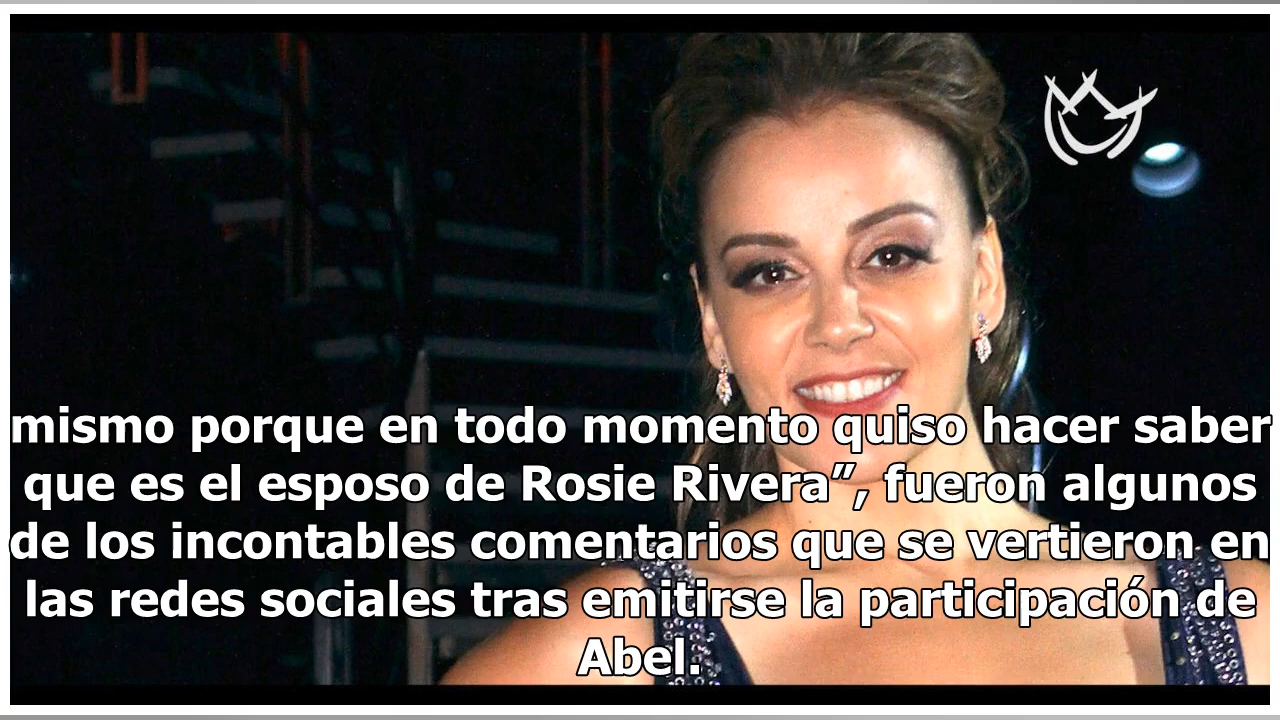 mismo porque en todo momento quiso hacer saber
que es el esposo de Rosie Rivera”, fueron algunos
de los incontables comentarios que se vertieron en
las redes sociales tras emitirse la participación de
Abel.